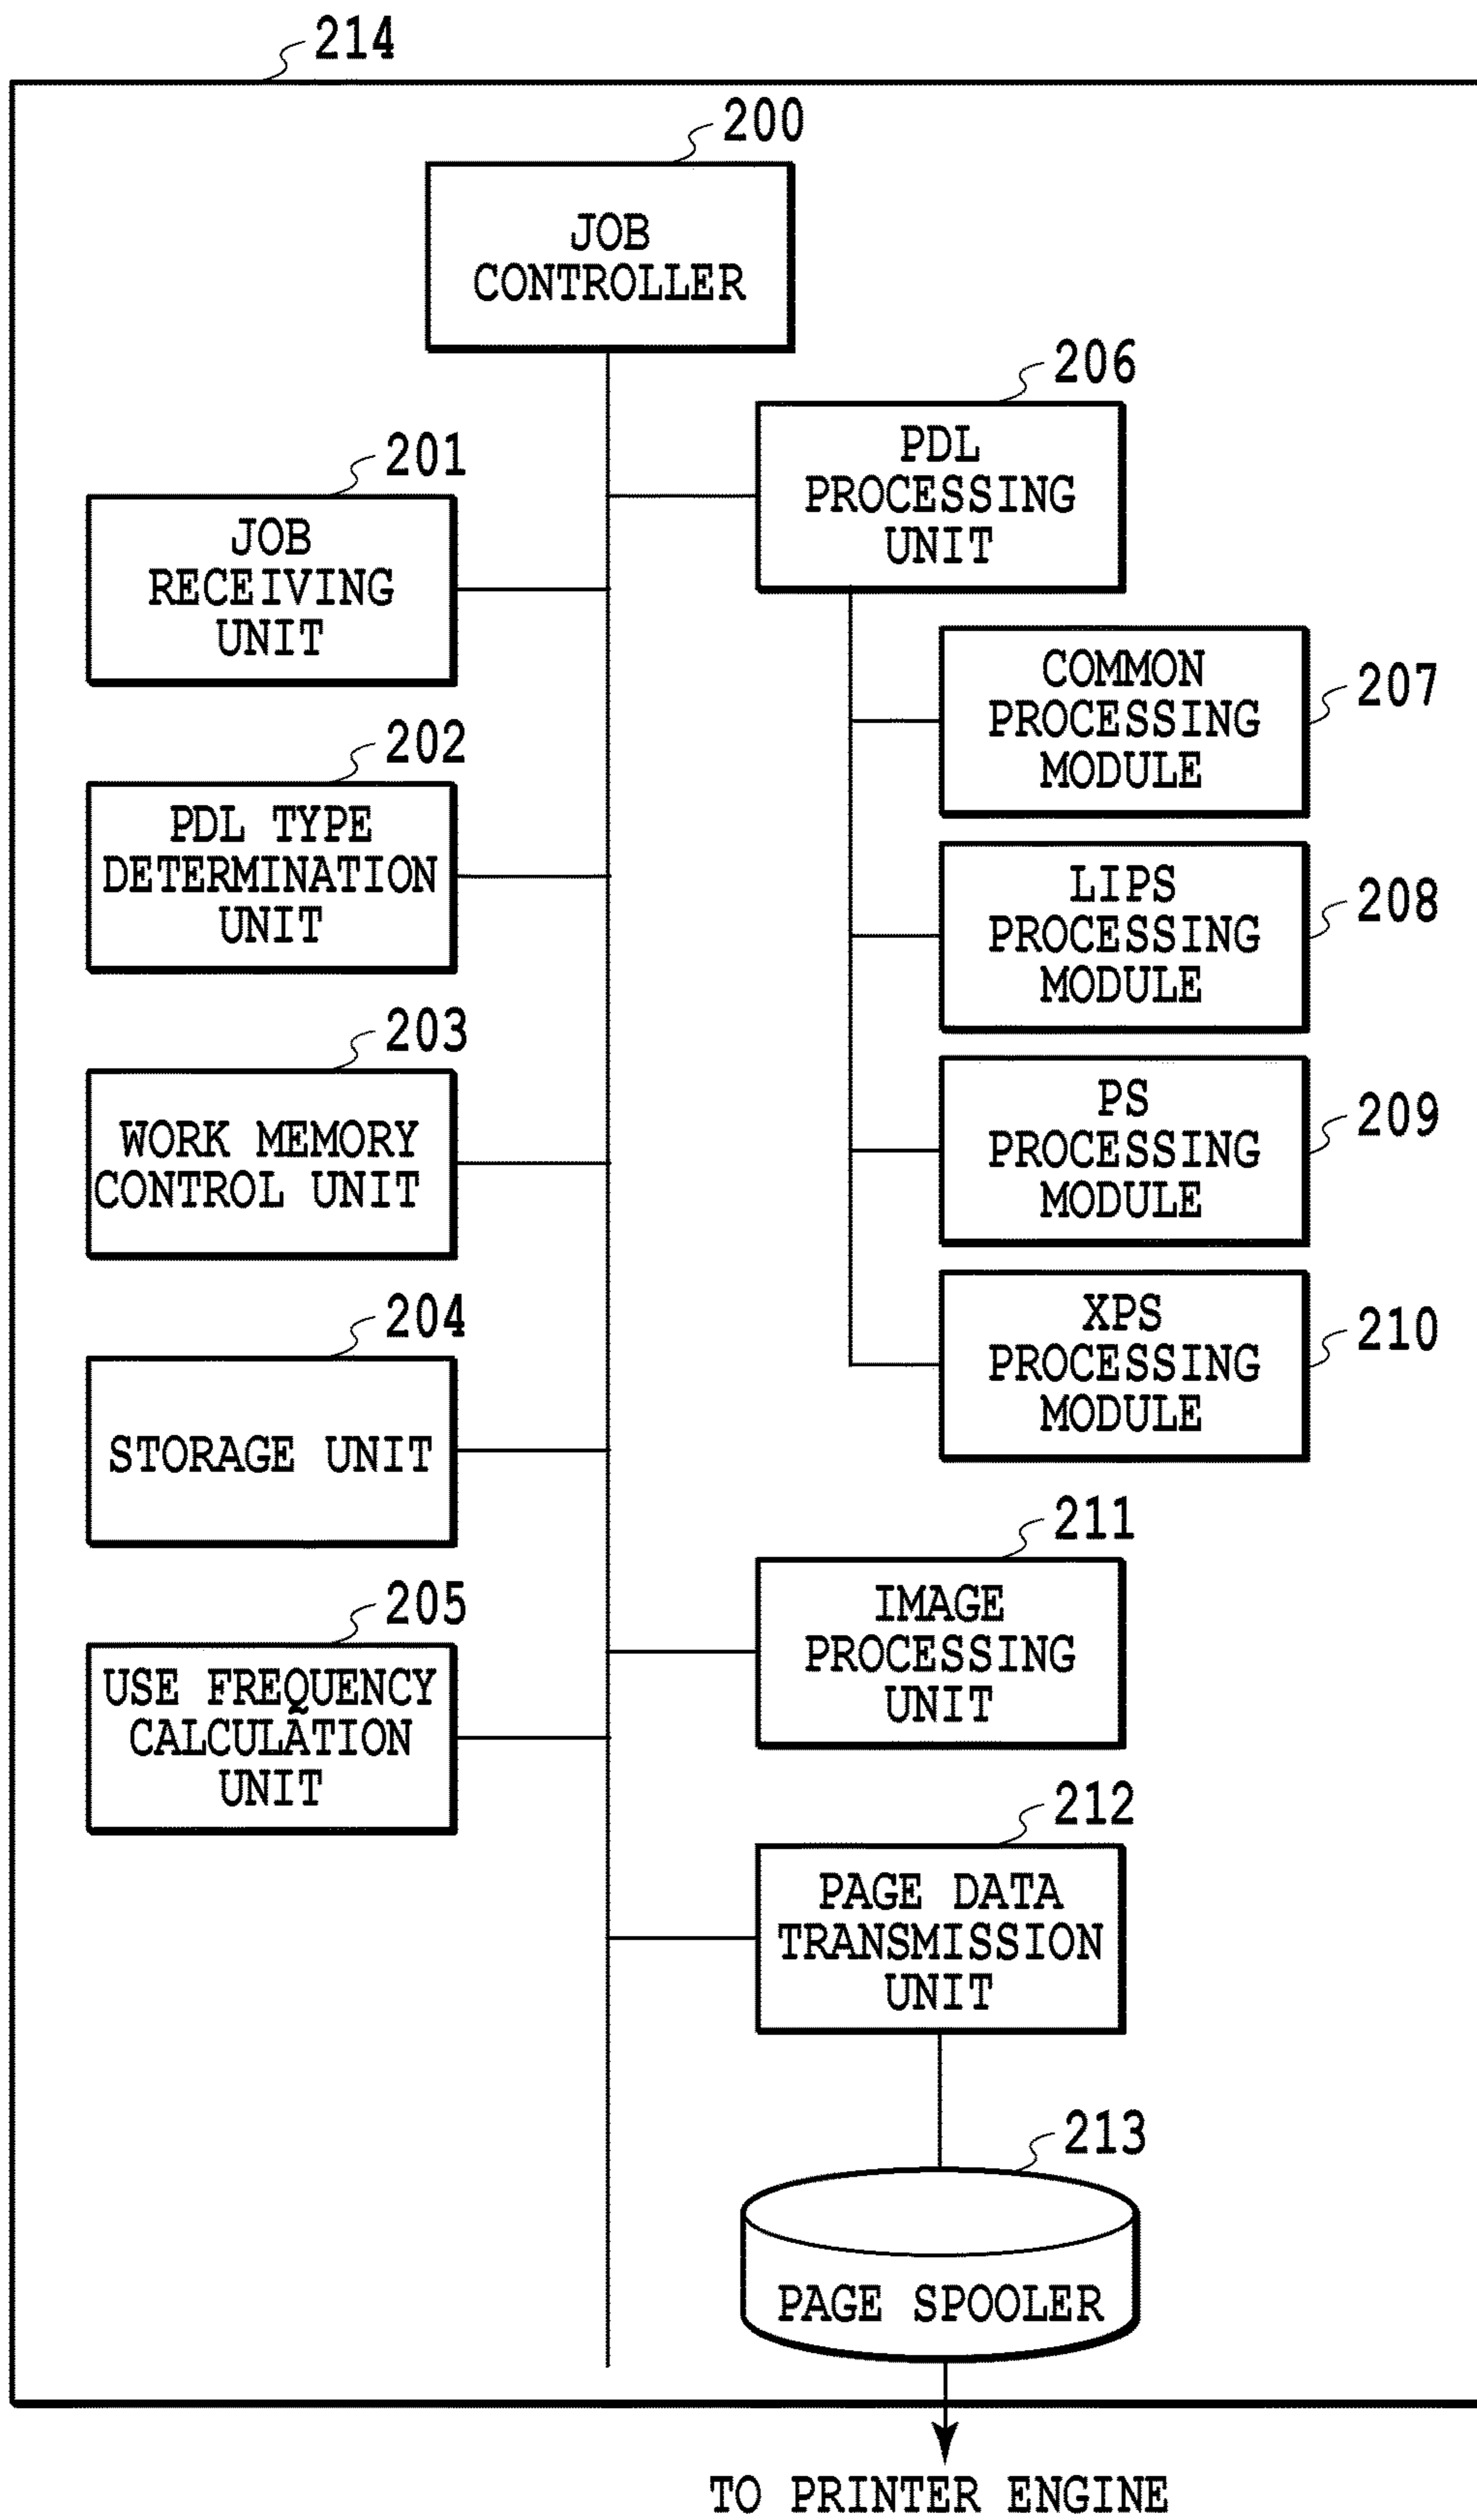 214
200
JOB
CONTROLLER
206
PDL
PROCESSING
UNIT
201
JOB
RECEIVING
UNIT
COMMON
PROCESSING
MODULE
207
202
PDL TYPE
DETERMINATION
UNIT
LIPS
PROCESSING
MODULE
208
203
WORK MEMORY
CONTROL UNIT
PS
PROCESSING
MODULE
209
204
STORAGE UNIT
XPS
PROCESSING
MODULE
210
211
IMAGE
PROCESSING
UNIT
205
USE FREQUENCY
CALCULATION
UNIT
212
PAGE DATA
TRANSMISSION
UNIT
213
PAGE SPOOLER
TO PRINTER ENGINE